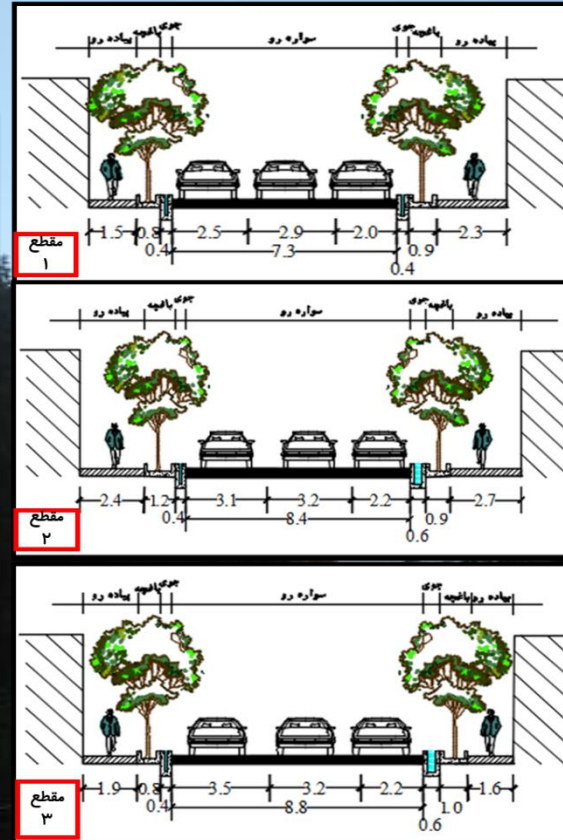 پیاده رو باغچه جوی سواره رو جوی باغچه پیاده رو
1.5 0.8 2.5 2.9 2.0 0.9 2.3
0.4 7.3 0.4
مقطع
۱
پیاده رو باغچه جوی سواره رو جوی باغچه پیاده رو
2.4 1.2 3.1 3.2 2.2 0.9 2.7
0.4 8.4 0.6
مقطع
۲
پیاده رو باغچه جوی سواره رو جوی باغچه پیاده رو
1.9 0.8 3.5 3.2 2.2 1.0 1.6
0.4 8.8 0.6
مقطع
۳